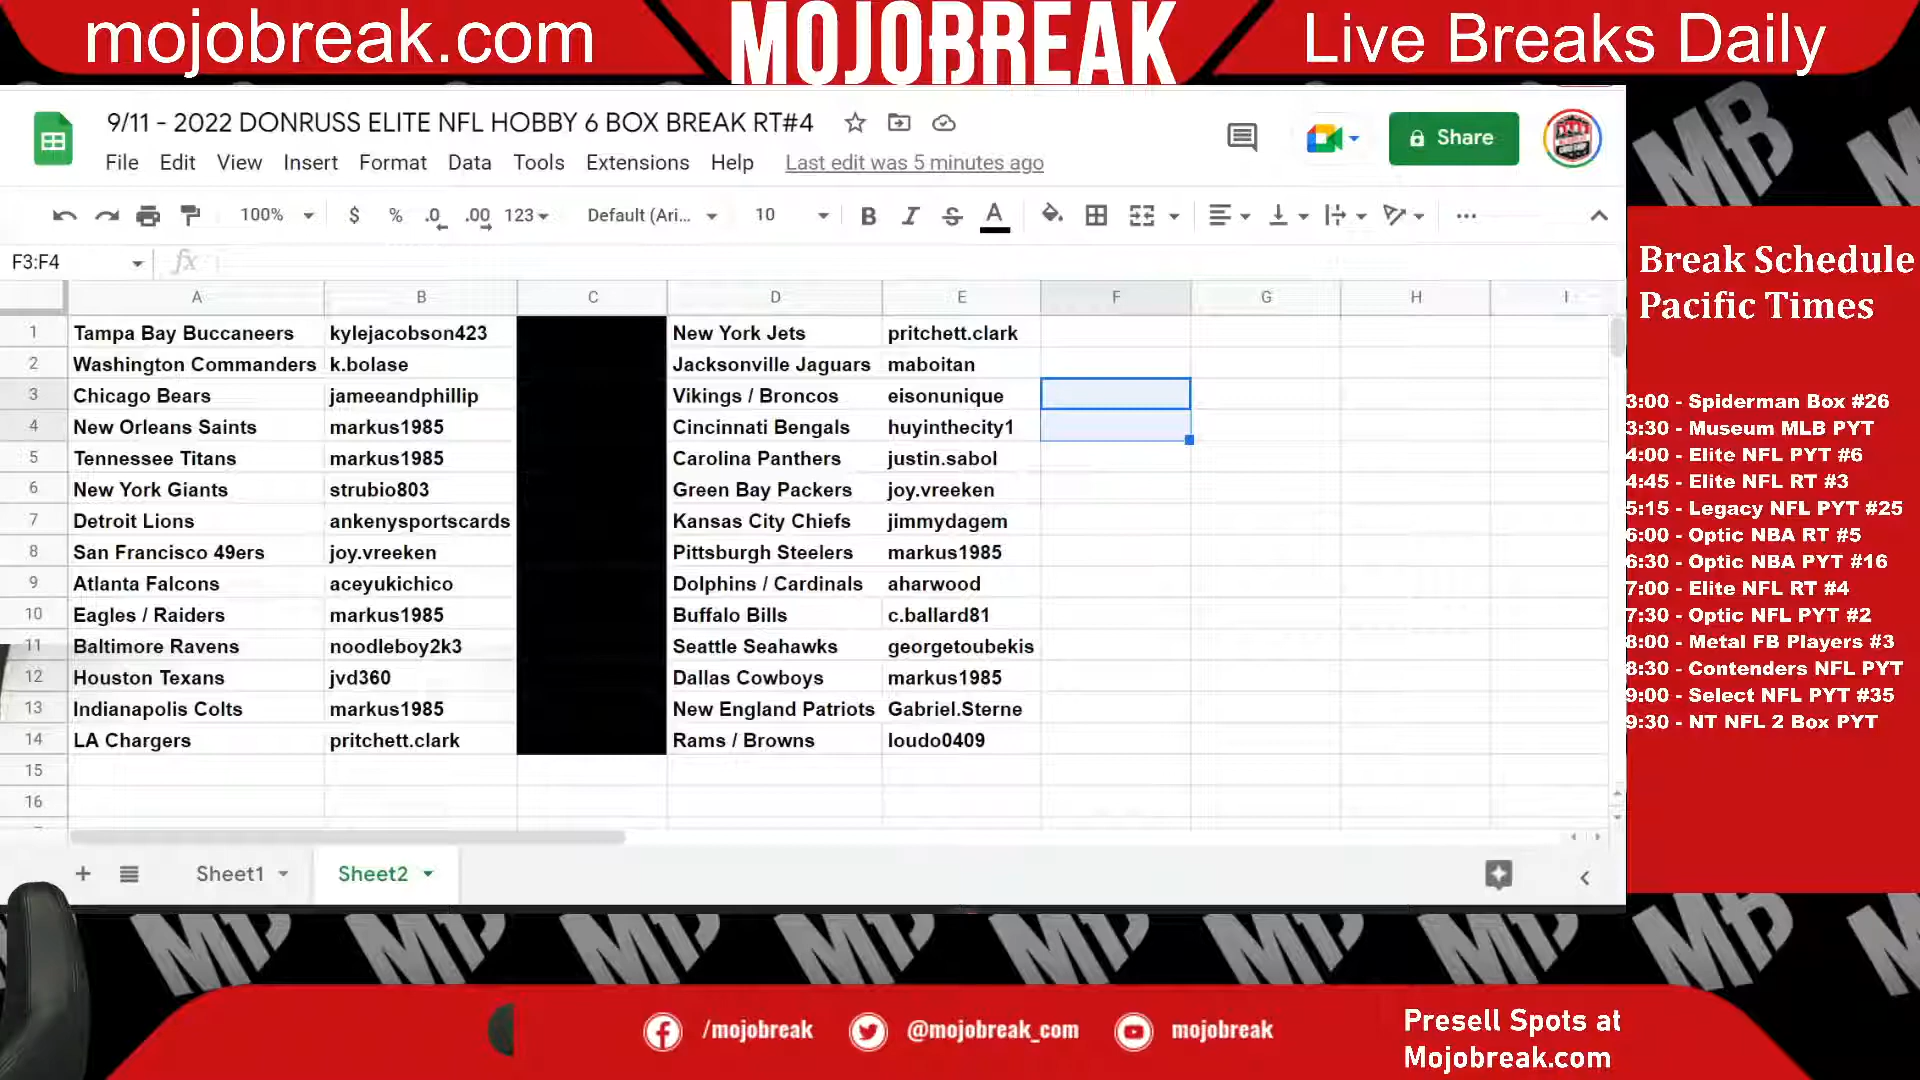 mojobreak.com
MOJOBREAK
Live Breaks Daily
9/11 - 2022 DONRUSS ELITE NFL HOBBY 6 BOX BREAK RT#4
Share
File Edit View Insert Format Data Tools Extensions Help Last edit was 5 minutes ago
100% $ % .0 .00 123 Default (Ari... 10 B I S A
F3:F4 fx
A B C D E F G H I
1 Tampa Bay Buccaneers kylejacobson423 New York Jets pritchett.clark
2 Washington Commanders k.bolase Jacksonville Jaguars maboitan
3 Chicago Bears jameeandphillip Vikings / Broncos eisonunique
4 New Orleans Saints markus1985 Cincinnati Bengals huyinthecity1
5 Tennessee Titans markus1985 Carolina Panthers justin.sabol
6 New York Giants strubio803 Green Bay Packers joy.vreeken
7 Detroit Lions ankenysportscards Kansas City Chiefs jimmydagem
8 San Francisco 49ers joy.vreeken Pittsburgh Steelers markus1985
9 Atlanta Falcons aceyukichico Dolphins / Cardinals aharwood
10 Eagles / Raiders markus1985 Buffalo Bills c.ballard81
11 Baltimore Ravens noodleboy2k3 Seattle Seahawks georgetoubekis
12 Houston Texans jvd360 Dallas Cowboys markus1985
13 Indianapolis Colts markus1985 New England Patriots Gabriel.Sterne
14 LA Chargers pritchett.clark Rams / Browns loudo0409
15
16
Sheet1 Sheet2
Break Schedule
Pacific Times
3:00 - Spiderman Box #26
3:30 - Museum MLB PYT
4:00 - Elite NFL PYT #6
4:45 - Elite NFL RT #3
5:15 - Legacy NFL PYT #25
6:00 - Optic NBA RT #5
6:30 - Optic NBA PYT #16
7:00 - Elite NFL RT #4
7:30 - Optic NFL PYT #2
8:00 - Metal FB Players #3
8:30 - Contenders NFL PYT
9:00 - Select NFL PYT #35
9:30 - NT NFL 2 Box PYT
/mojobreak @mojobreak_com mojobreak
Presell Spots at
Mojobreak.com